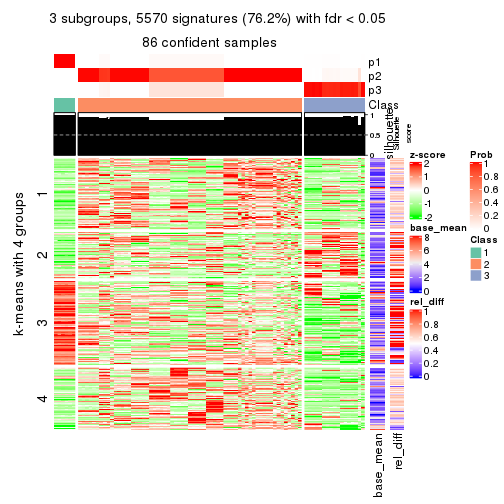 3 subgroups, 5570 signatures (76.2%) with fdr < 0.05
86 confident samples
p1
p2
p3
Class
1
0.5
0
silhouette
Silhouette
score
k-means with 4 groups
1
2
3
4
base_mean
rel_diff
z-score
2
1
0
-1
-2
base_mean
8
6
4
2
0
rel_diff
1
0.8
0.6
0.4
0.2
0
Prob
1
0.8
0.6
0.4
0.2
0
Class
1
2
3